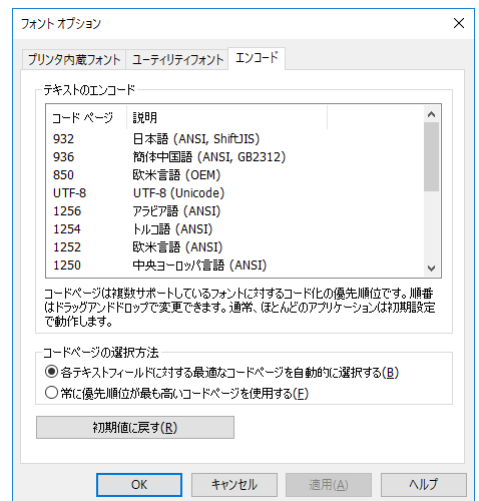 フォント オプション
プリンタ内蔵フォント ユーティリティフォント エンコード
テキストのエンコード
コード ページ 説明
932 日本語 (ANSI, ShiftJIS)
936 簡体中国語 (ANSI, GB2312)
850 欧米言語 (OEM)
UTF-8 UTF-8 (Unicode)
1256 アラビア語 (ANSI)
1254 トルコ語 (ANSI)
1252 欧米言語 (ANSI)
1250 中央ヨーロッパ言語 (ANSI)
コードページは複数サポートしているフォントに対するコード化の優先順位です。順番
はドラッグアンドドロップで変更できます。通常、ほとんどのアプリケーションは初期設定
で動作します。
コードページの選択方法
各テキストフィールドに対する最適なコードページを自動的に選択する(B)
常に優先順位が最も高いコードページを使用する(F)
初期値に戻す(R)
OK キャンセル 適用(A) ヘルプ